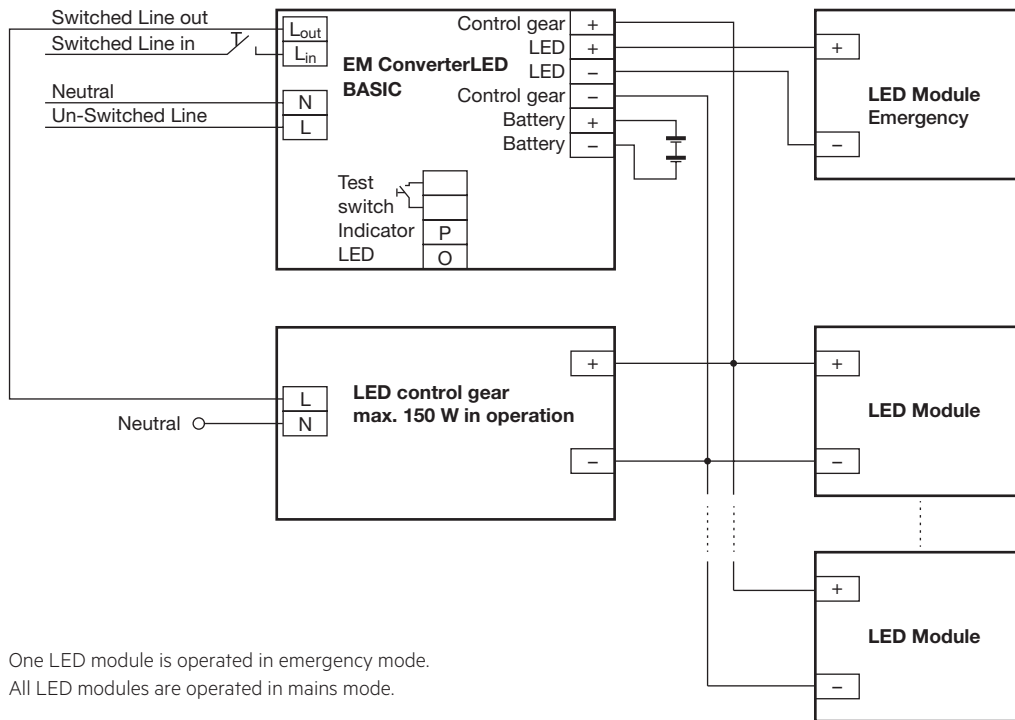 Switched Line out
Switched Line in
Neutral
Un-Switched Line
Lout
Lin
N
L
EM ConverterLED
BASIC
Control gear +
LED +
LED –
Control gear –
Battery +
Battery –
Test
switch
Indicator P
LED O
+
–
LED Module
Emergency
L
N
Neutral
LED control gear
max. 150 W in operation
+
–
+
–
LED Module
+
–
LED Module
One LED module is operated in emergency mode.
All LED modules are operated in mains mode.